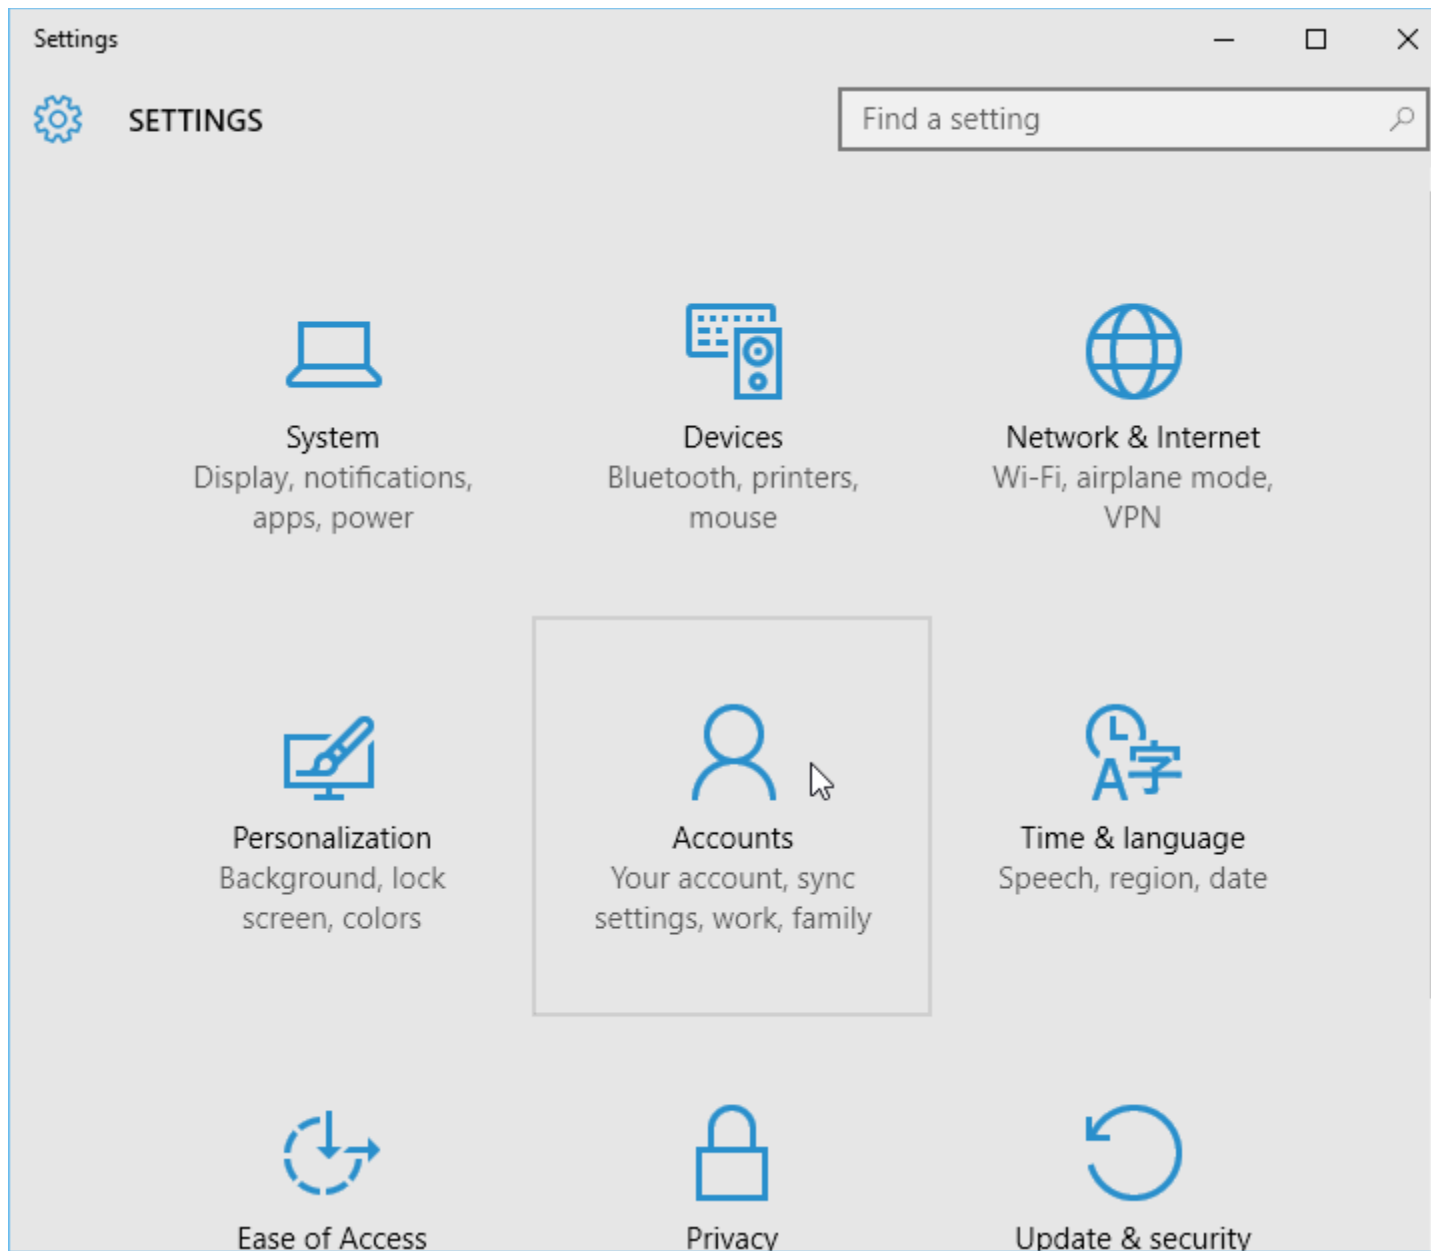 Settings
SETTINGS
Find a setting
System
Display, notifications,
apps, power
Devices
Bluetooth, printers,
mouse
Network & Internet
Wi-Fi, airplane mode,
VPN
Personalization
Background, lock
screen, colors
Accounts
Your account, sync
settings, work, family
Time & language
Speech, region, date
A字
Ease of Access
Privacy
Update & security